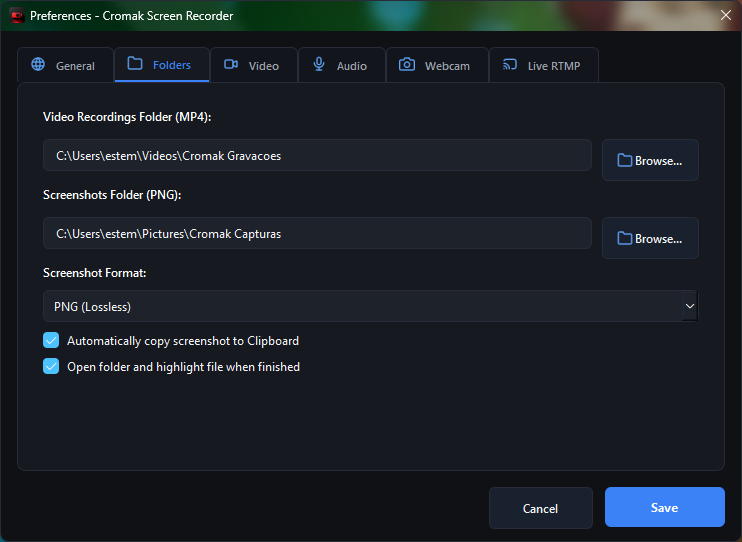 Preferences - Cromak Screen Recorder
General
Folders
Video
Audio
Webcam
Live RTMP
Video Recordings Folder (MP4):
C:\Users\estem\Videos\Cromak Gravacoes
Browse...
Screenshots Folder (PNG):
C:\Users\estem\Pictures\Cromak Capturas
Browse...
Screenshot Format:
PNG (Lossless)
Automatically copy screenshot to Clipboard
Open folder and highlight file when finished
Cancel
Save